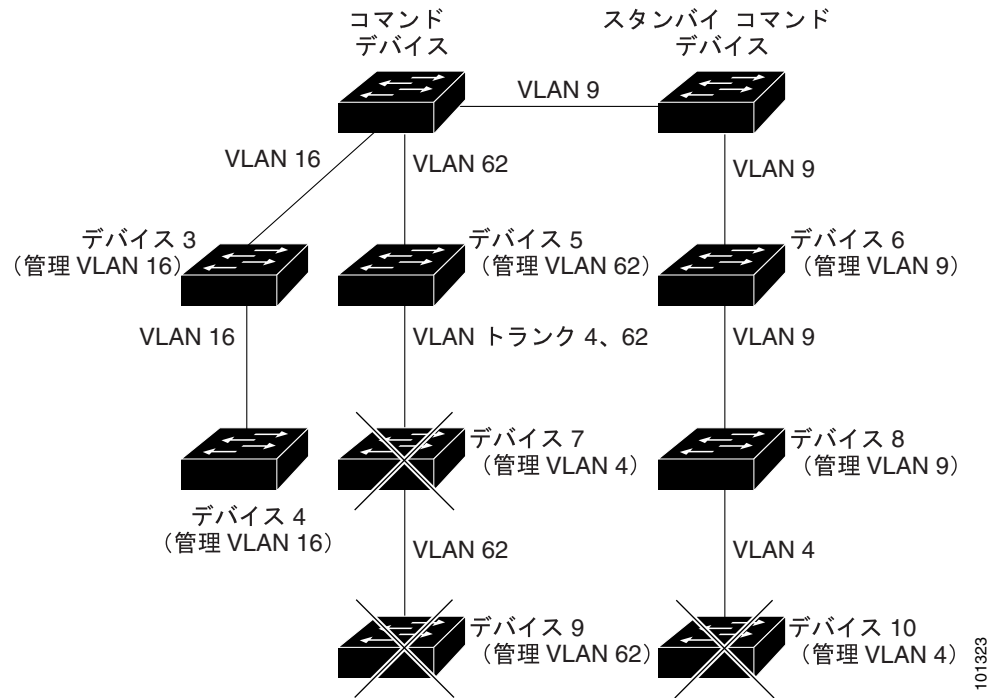 コマンド
デバイス
スタンバイ コマンド
デバイス
VLAN 9
VLAN 16
VLAN 62
VLAN 9
デバイス 3
(管理 VLAN 16)
デバイス 5
(管理 VLAN 62)
デバイス 6
(管理 VLAN 9)
VLAN 16
VLAN トランク 4、62
VLAN 9
デバイス 4
(管理 VLAN 16)
デバイス 7
(管理 VLAN 4)
デバイス 8
(管理 VLAN 9)
VLAN 62
VLAN 4
デバイス 9
(管理 VLAN 62)
デバイス 10
(管理 VLAN 4)
101323